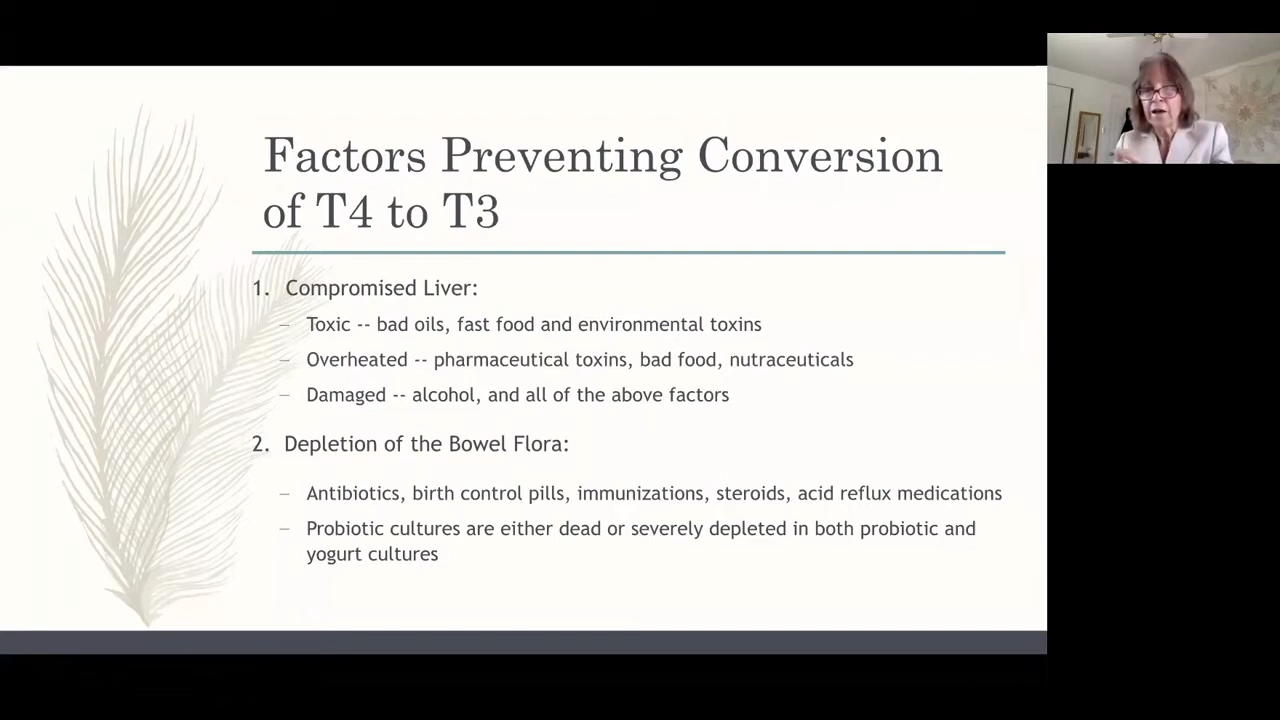 Factors Preventing Conversion
of T4 to T3
1. Compromised Liver:
– Toxic -- bad oils, fast food and environmental toxins
– Overheated -- pharmaceutical toxins, bad food, nutraceuticals
– Damaged -- alcohol, and all of the above factors
2. Depletion of the Bowel Flora:
– Antibiotics, birth control pills, immunizations, steroids, acid reflux medications
– Probiotic cultures are either dead or severely depleted in both probiotic and
yogurt cultures